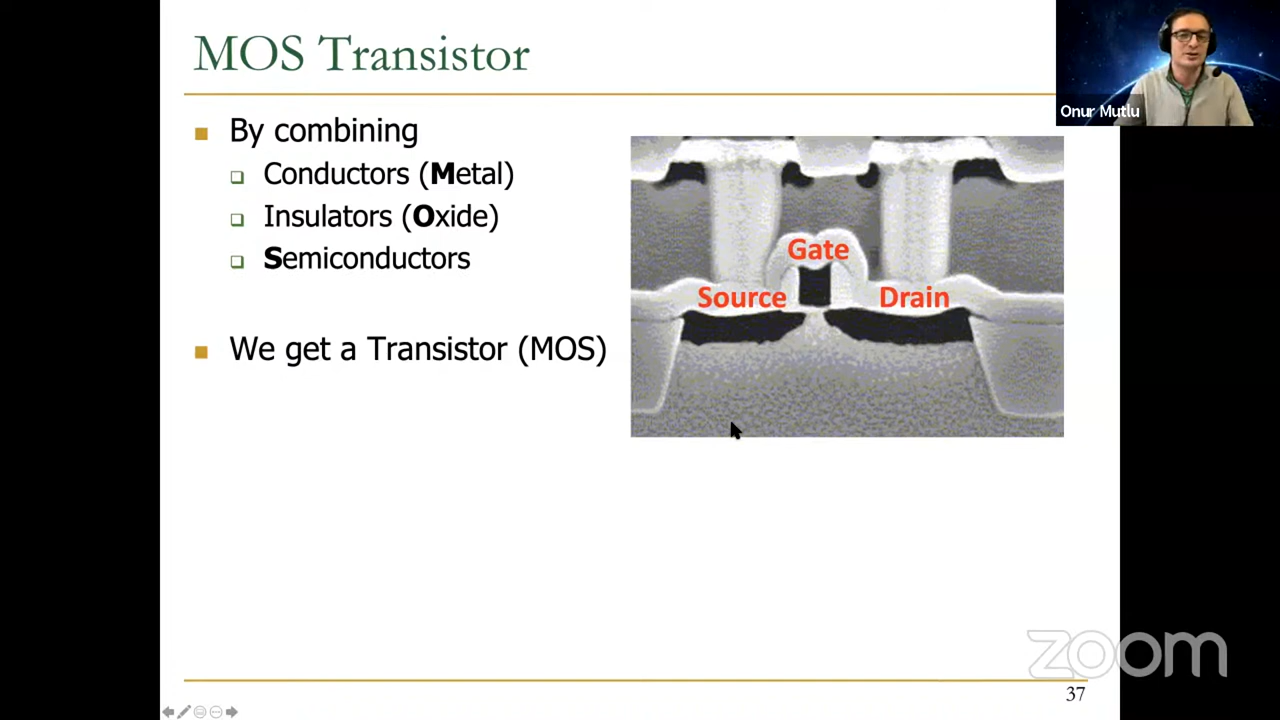 MOS Transistor
Onur Mutlu
By combining
Conductors (Metal)
Insulators (Oxide)
Semiconductors
We get a Transistor (MOS)
Gate
Source
Drain
zoom
37